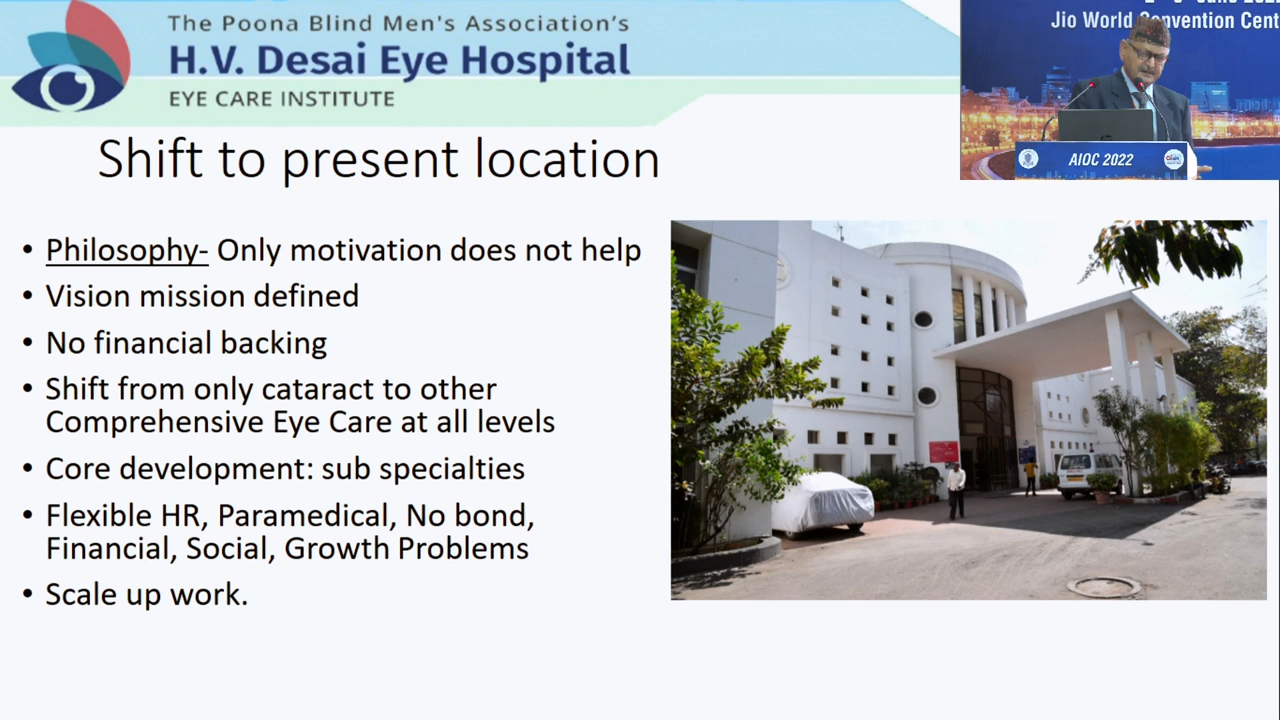 The Poona Blind Men's Association's
H.V. Desai Eye Hospital
EYE CARE INSTITUTE
Jio World Convention Cent
Shift to present location
AIOC 2022
• Philosophy- Only motivation does not help
• Vision mission defined
• No financial backing
• Shift from only cataract to other
Comprehensive Eye Care at all levels
• Core development: sub specialties
• Flexible HR, Paramedical, No bond,
Financial, Social, Growth Problems
• Scale up work.